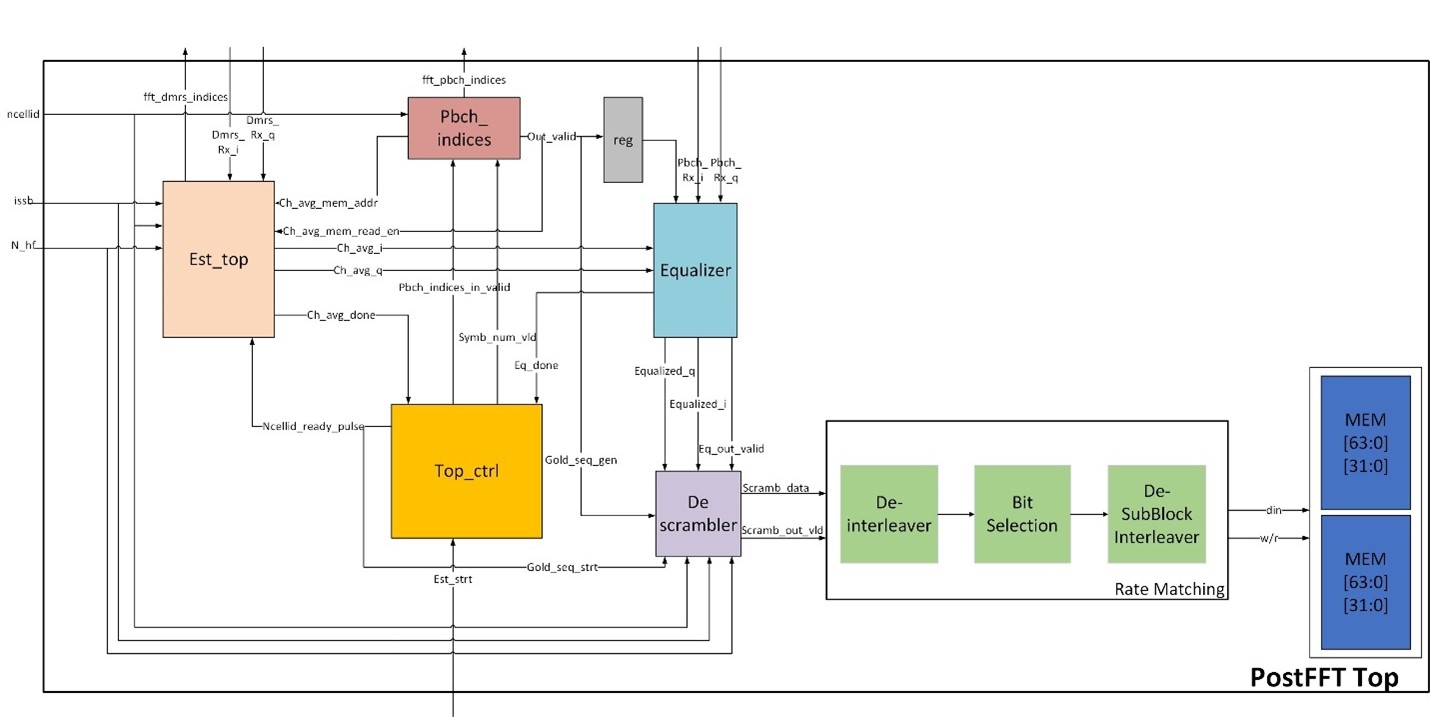 fft_pbch_indices
fft_dmrs_indices
ncellid
Dmrs_
Rx_i
Dmrs_
Rx_q
Pbch_
indices
Out_valid
reg
Pbch_
Rx_i
Pbch_
Rx_q
issb
Ch_avg_mem_addr
Ch_avg_mem_read_en
N_hf
Est_top
Ch_avg_i
Ch_avg_q
Equalizer
Pbch_indices_in_valid
Ch_avg_done
Symb_num_vld
Eq_done
Equalized_q
Equalized_i
Eq_out_valid
Ncellid_ready_pulse
Top_ctrl
Gold_seq_gen
De
scrambler
Scramb_data
Scramb_out_vld
Gold_seq_strt
Est_strt
De-
interleaver
Bit
Selection
De-
SubBlock
Interleaver
Rate Matching
din
w/r
MEM
[63:0]
[31:0]
MEM
[63:0]
[31:0]
PostFFT Top